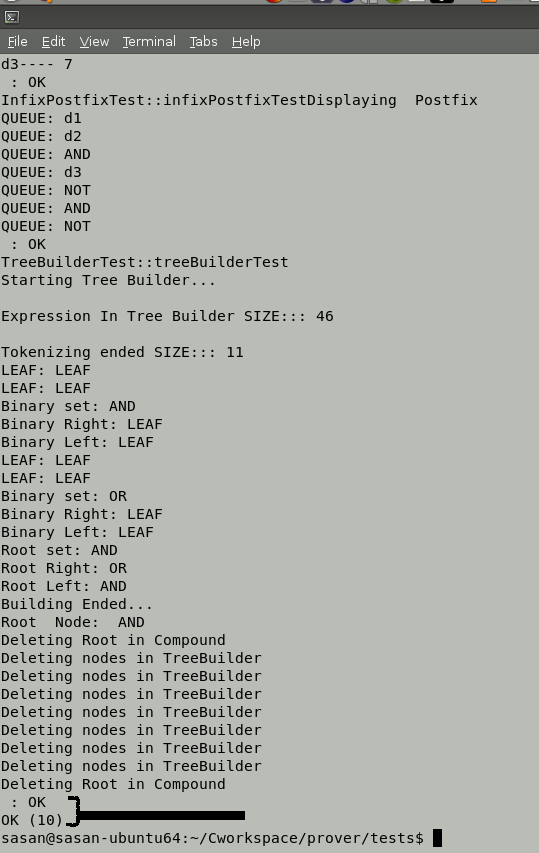 File Edit View Terminal Tabs Help
d3---- 7
 : OK
InfixPostfixTest::infixPostfixTestDisplaying  Postfix
QUEUE: d1
QUEUE: d2
QUEUE: AND
QUEUE: d3
QUEUE: NOT
QUEUE: AND
QUEUE: NOT
 : OK
TreeBuilderTest::treeBuilderTest
Starting Tree Builder...
Expression In Tree Builder SIZE::: 46
Tokenizing ended SIZE::: 11
LEAF: LEAF
LEAF: LEAF
Binary set: AND
Binary Right: LEAF
Binary Left: LEAF
LEAF: LEAF
LEAF: LEAF
Binary set: OR
Binary Right: LEAF
Binary Left: LEAF
Root set: AND
Root Right: OR
Root Left: AND
Building Ended...
Root  Node:  AND
Deleting Root in Compound
Deleting nodes in TreeBuilder
Deleting nodes in TreeBuilder
Deleting nodes in TreeBuilder
Deleting nodes in TreeBuilder
Deleting nodes in TreeBuilder
Deleting nodes in TreeBuilder
Deleting nodes in TreeBuilder
Deleting Root in Compound
 : OK
OK (10)
sasan@sasan-ubuntu64:~/Cworkspace/prover/tests$